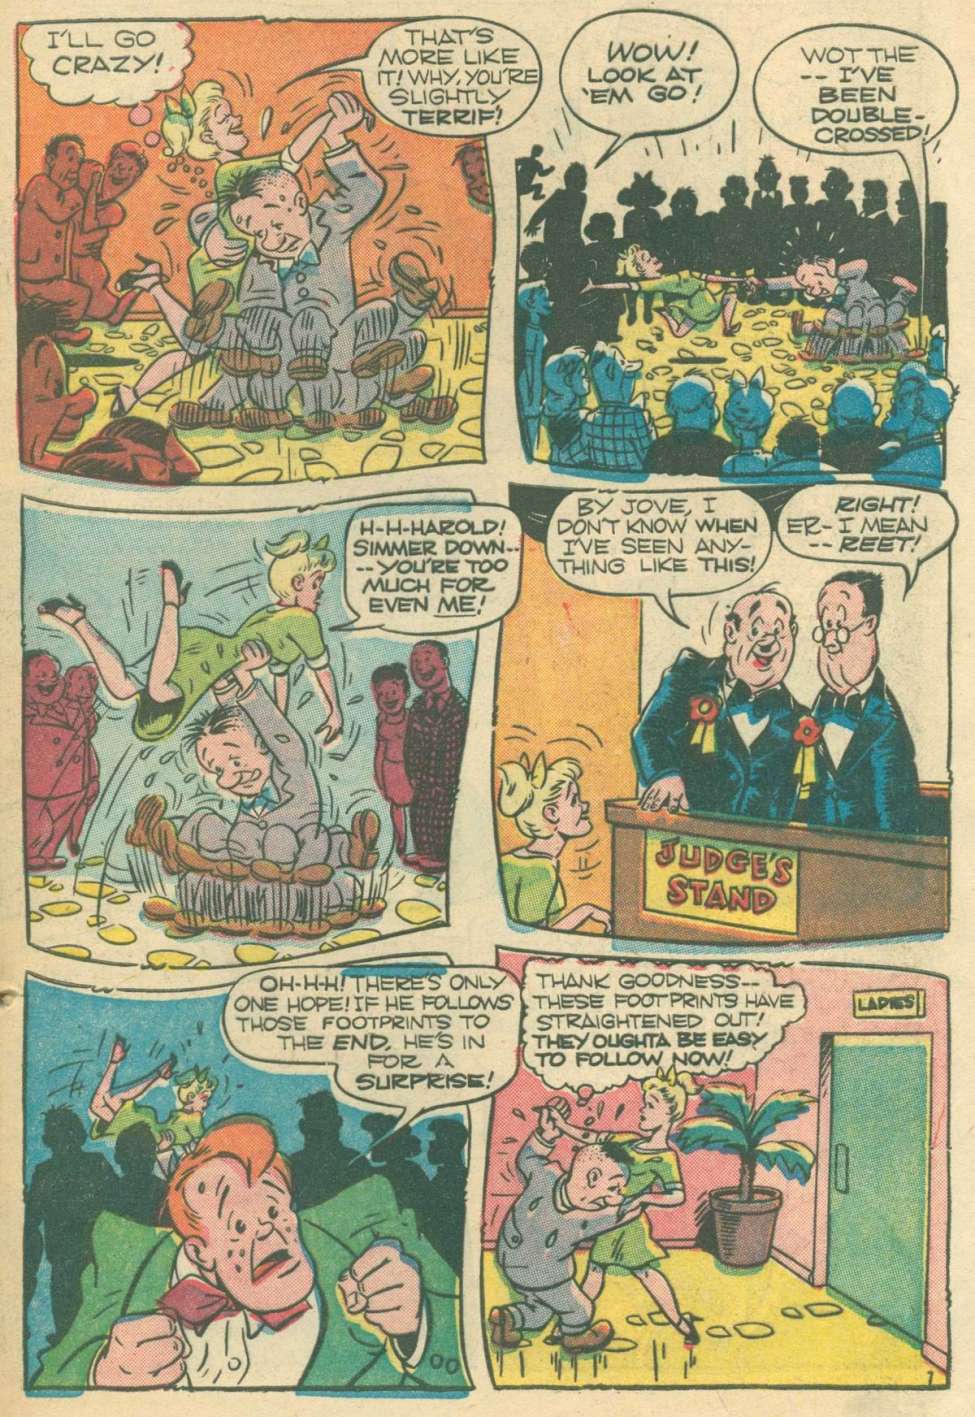 I'LL GO
CRAZY!
THAT'S
MORE LIKE
IT! WHY, YOU'RE
SLIGHTLY
TERRIF!
WOW!
LOOK AT
'EM GO!
WOT THE
-- I'VE
BEEN
DOUBLE-
CROSSED!
H-H-HAROLD!
SIMMER DOWN--
--YOU'RE TOO
MUCH FOR
EVEN ME!
BY JOVE, I
DON'T KNOW WHEN
I'VE SEEN ANY-
THING LIKE THIS!
RIGHT!
ER-I MEAN
--REET!
JUDGE'S
STAND
OH-H-H! THERE'S ONLY
ONE HOPE! IF HE FOLLOWS
THOSE FOOTPRINTS TO
THE END, HE'S IN
FOR A
SURPRISE!
THANK GOODNESS--
THESE FOOTPRINTS HAVE
STRAIGHTENED OUT!
THEY OUGHTA BE EASY
TO FOLLOW NOW!
LADIES
7